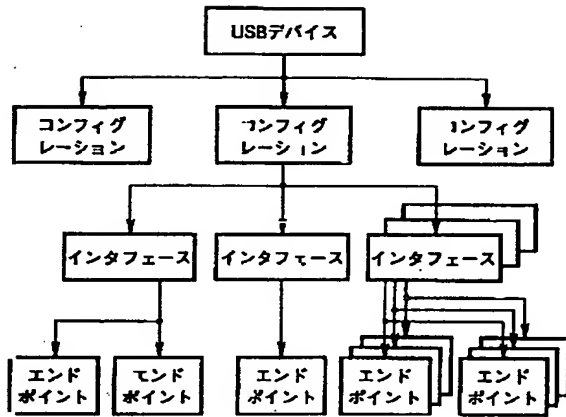 USBデバイス
コンフィグ
レーション
コンフィグ
レーション
コンフィグ
レーション
インタフェース
インタフェース
インタフェース
エンド
ポイント
エンド
ポイント
エンド
ポイント
エンド
ポイント
エンド
ポイント